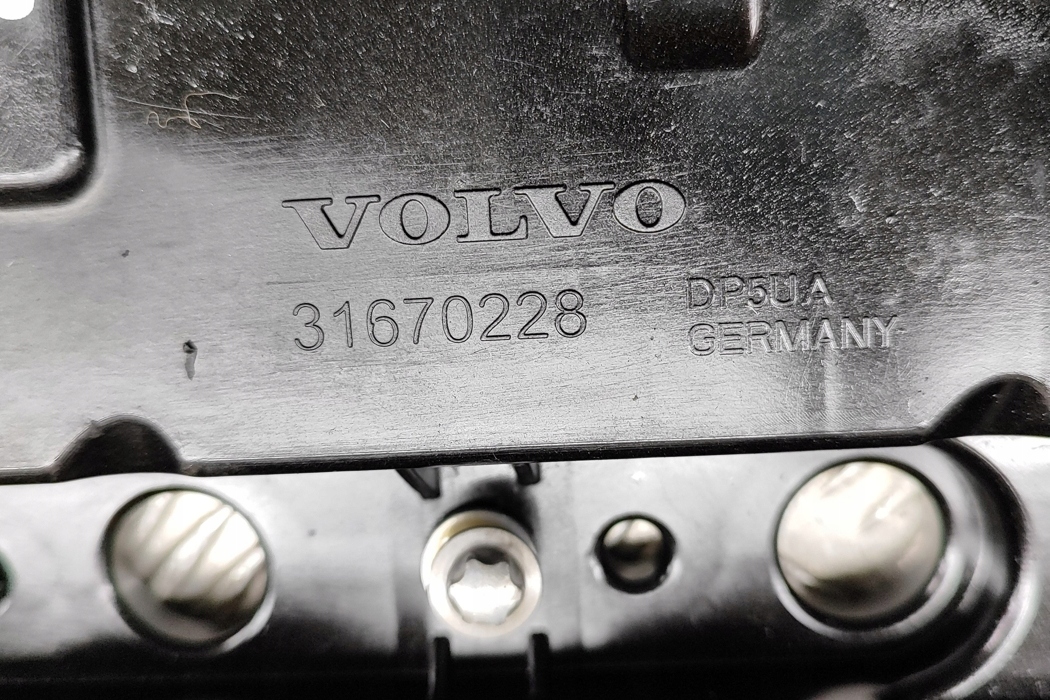 VOLVO
31670228
DP5UA
GERMANY